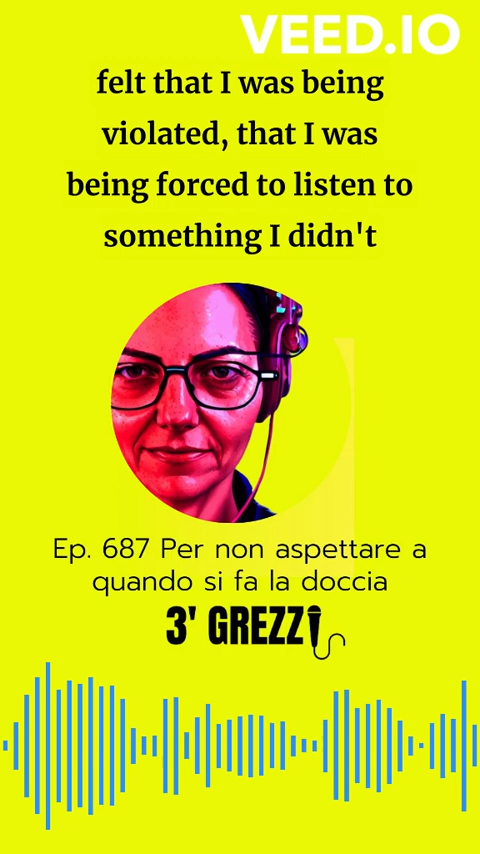 VEED.IO
felt that I was being
violated, that I was
being forced to listen to
something I didn't
Ep. 687 Per non aspettare a
quando si fa la doccia
3' GREZZI